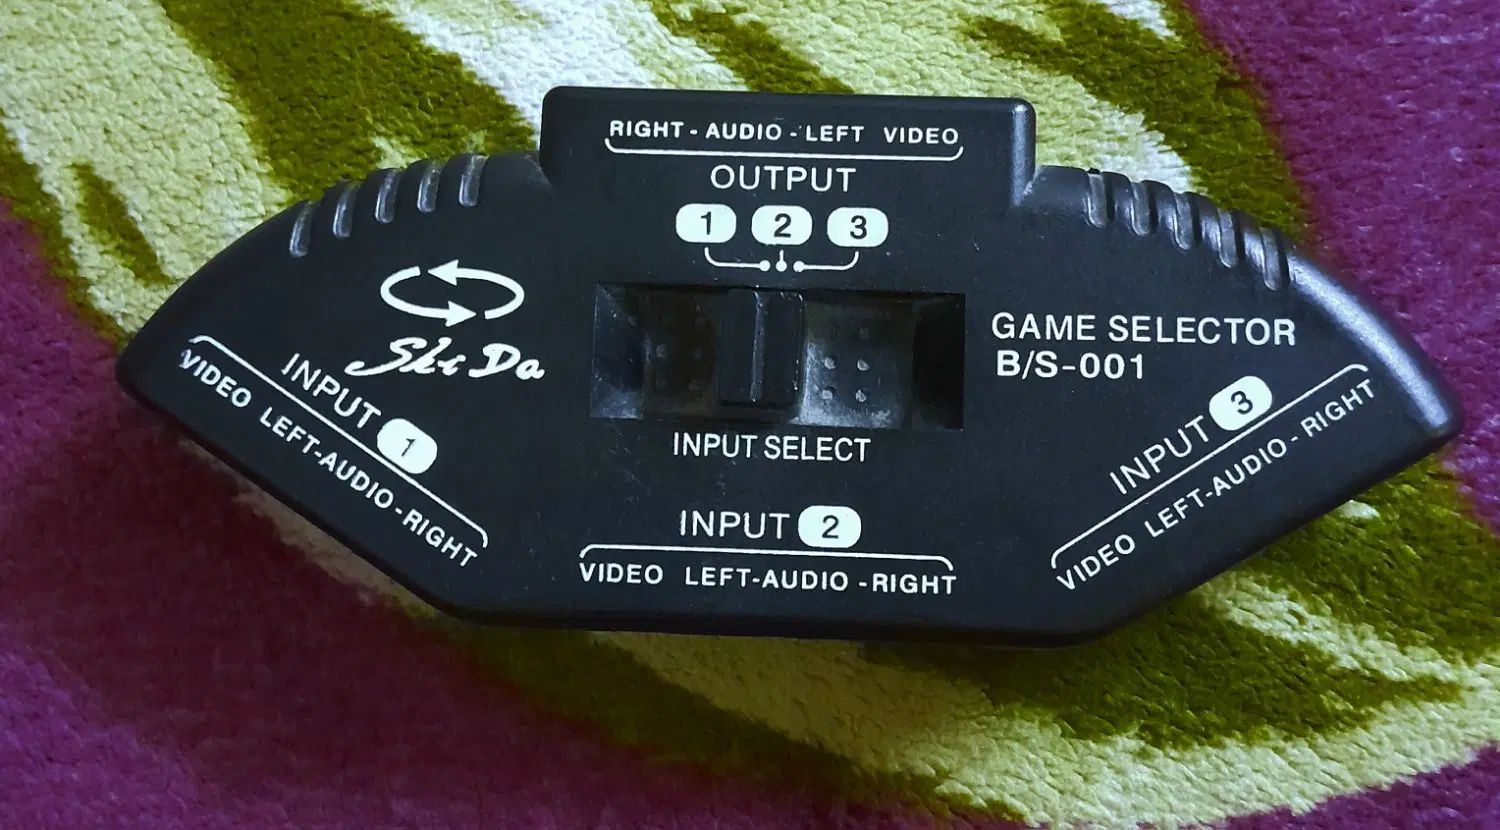 RIGHT - AUDIO - LEFT VIDEO
OUTPUT
1 2 3
Shi Da
GAME SELECTOR
B/S-001
INPUT SELECT
INPUT 1
VIDEO LEFT-AUDIO-RIGHT
INPUT 2
VIDEO LEFT-AUDIO-RIGHT
INPUT 3
VIDEO LEFT-AUDIO-RIGHT